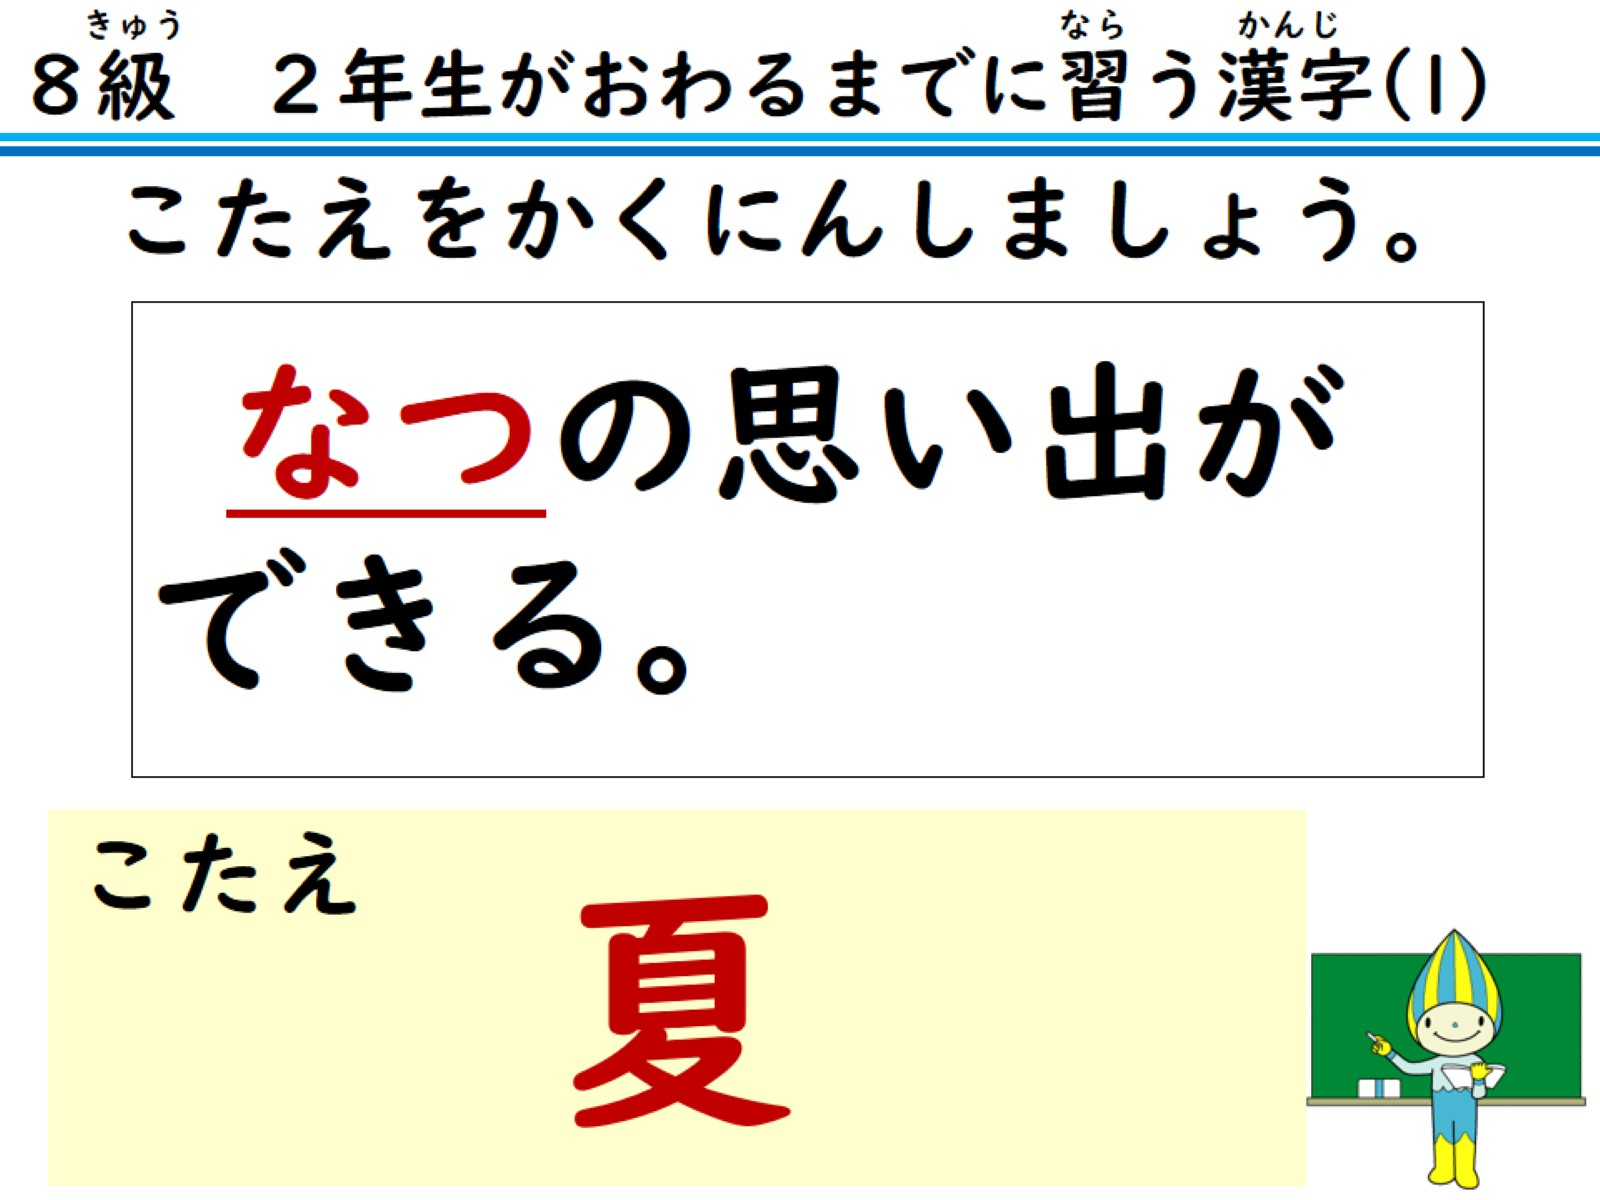 きゅう なら かんじ
８級　２年生がおわるまでに習う漢字(1)
こたえをかくにんしましょう。
なつの思い出が
できる。
こたえ
夏